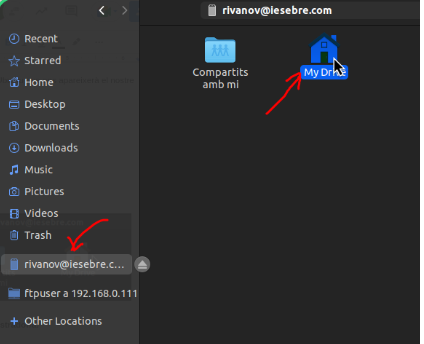 rivanov@iesebre.com
Recent
Starred
Home
Desktop
Documents
Downloads
Music
Pictures
Videos
Trash
rivanov@iesebre.c...
ftpuser a 192.168.0.111
Other Locations
Compartits
amb mi
My Drive